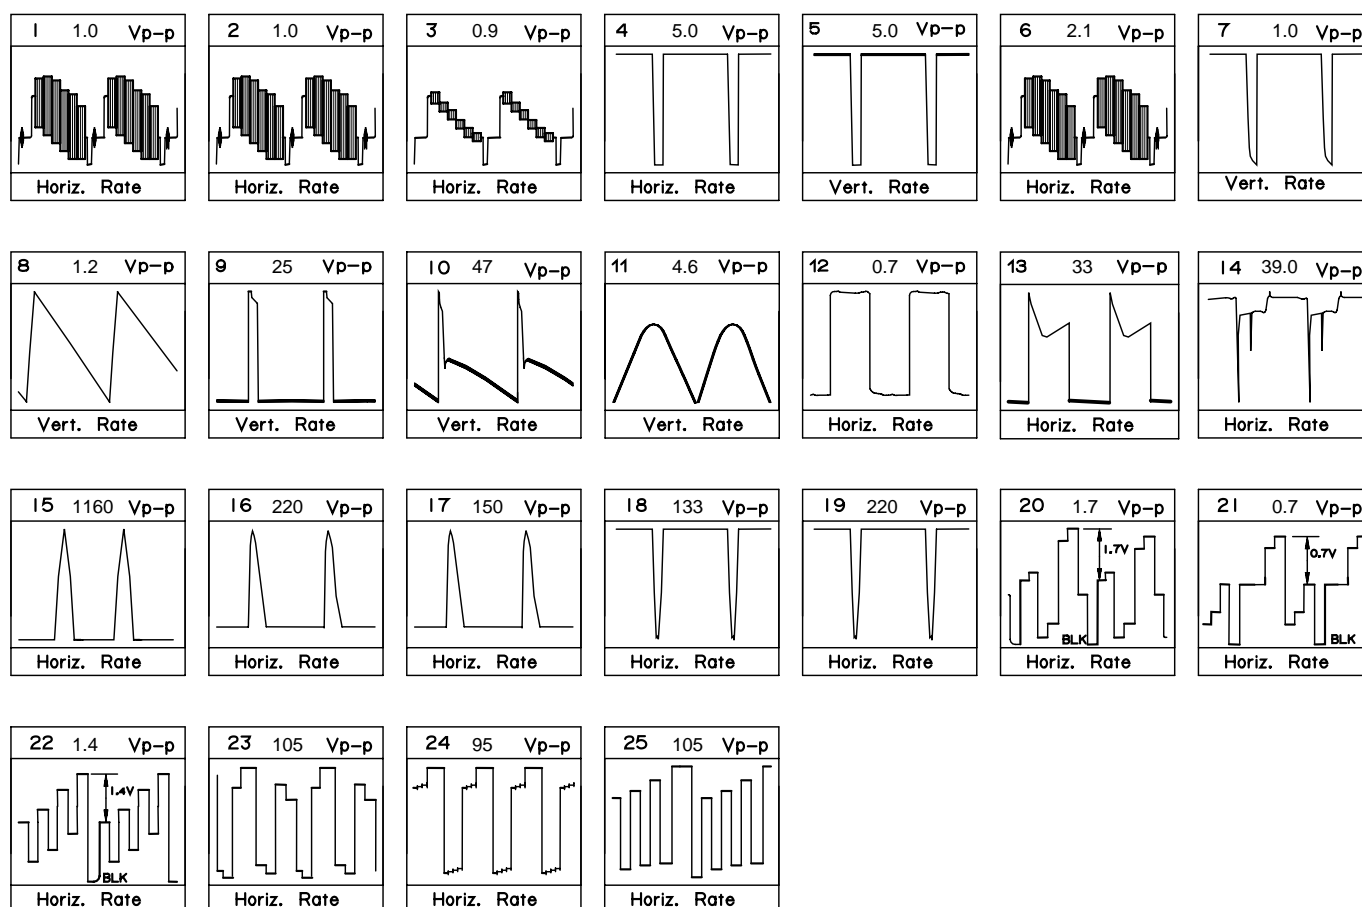 1 1.0 Vp-p
2 1.0 Vp-p
3 0.9 Vp-p
4 5.0 Vp-p
5 5.0 Vp-p
6 2.1 Vp-p
7 1.0 Vp-p
Horiz. Rate
Horiz. Rate
Horiz. Rate
Horiz. Rate
Vert. Rate
Horiz. Rate
Vert. Rate
8 1.2 Vp-p
9 25 Vp-p
10 47 Vp-p
11 4.6 Vp-p
12 0.7 Vp-p
13 33 Vp-p
14 39.0 Vp-p
Vert. Rate
Vert. Rate
Vert. Rate
Vert. Rate
Horiz. Rate
Horiz. Rate
Horiz. Rate
15 1160 Vp-p
16 220 Vp-p
17 150 Vp-p
18 133 Vp-p
19 220 Vp-p
20 1.7 Vp-p
21 0.7 Vp-p
1.7V
0.7V
BLK
BLK
Horiz. Rate
Horiz. Rate
Horiz. Rate
Horiz. Rate
Horiz. Rate
Horiz. Rate
Horiz. Rate
22 1.4 Vp-p
23 105 Vp-p
24 95 Vp-p
25 105 Vp-p
1.4V
BLK
Horiz. Rate
Horiz. Rate
Horiz. Rate
Horiz. Rate